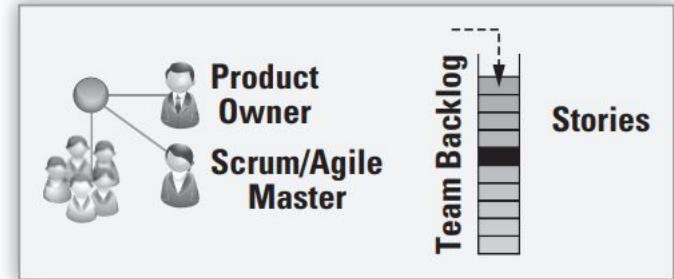 Product
Owner
Scrum/Agile
Master
Team Backlog
Stories